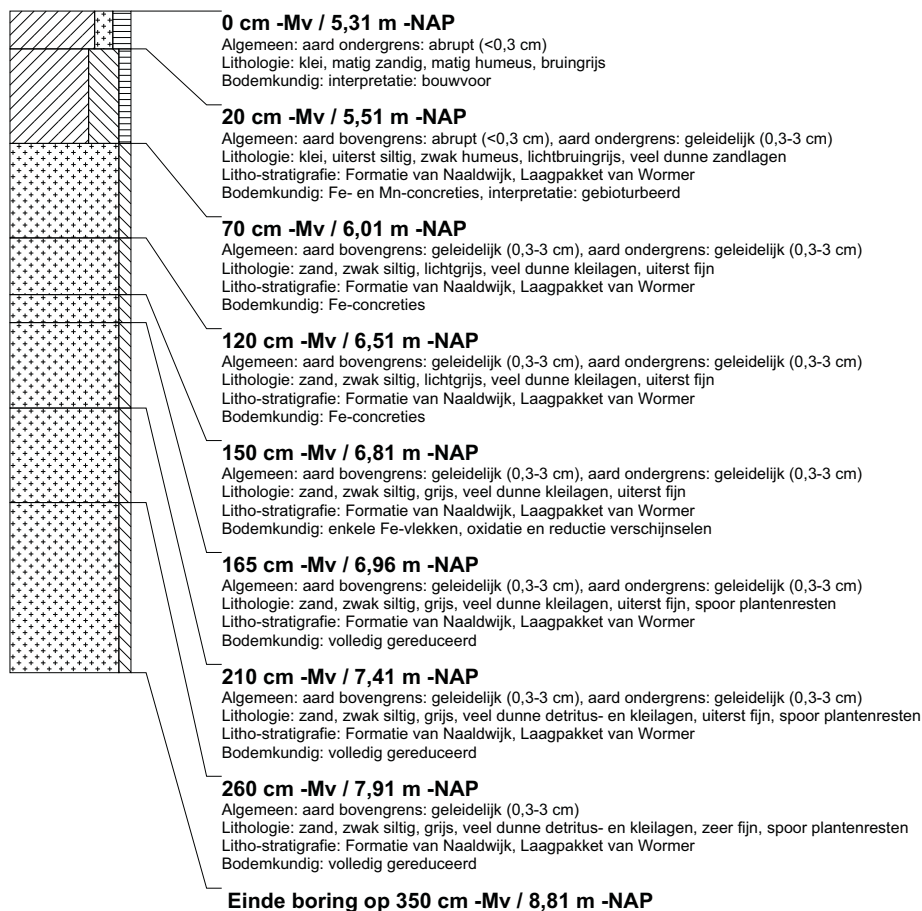 0 cm -Mv / 5,31 m -NAP
Algemeen: aard ondergrens: abrupt (<0,3 cm)
Lithologie: klei, matig zandig, matig humeus, bruingrijs
Bodemkundig: interpretatie: bouwvoor
20 cm -Mv / 5,51 m -NAP
Algemeen: aard bovengrens: abrupt (<0,3 cm), aard ondergrens: geleidelijk (0,3-3 cm)
Lithologie: klei, uiterst siltig, zwak humeus, lichtbruingrijs, veel dunne zandlagen
Litho-stratigrafie: Formatie van Naaldwijk, Laagpakket van Wormer
Bodemkundig: Fe- en Mn-concreties, interpretatie: gebioturbeerd
70 cm -Mv / 6,01 m -NAP
Algemeen: aard bovengrens: geleidelijk (0,3-3 cm), aard ondergrens: geleidelijk (0,3-3 cm)
Lithologie: zand, zwak siltig, lichtgrijs, veel dunne kleilagen, uiterst fijn
Litho-stratigrafie: Formatie van Naaldwijk, Laagpakket van Wormer
Bodemkundig: Fe-concreties
120 cm -Mv / 6,51 m -NAP
Algemeen: aard bovengrens: geleidelijk (0,3-3 cm), aard ondergrens: geleidelijk (0,3-3 cm)
Lithologie: zand, zwak siltig, lichtgrijs, veel dunne kleilagen, uiterst fijn
Litho-stratigrafie: Formatie van Naaldwijk, Laagpakket van Wormer
Bodemkundig: Fe-concreties
150 cm -Mv / 6,81 m -NAP
Algemeen: aard bovengrens: geleidelijk (0,3-3 cm), aard ondergrens: geleidelijk (0,3-3 cm)
Lithologie: zand, zwak siltig, grijs, veel dunne kleilagen, uiterst fijn
Litho-stratigrafie: Formatie van Naaldwijk, Laagpakket van Wormer
Bodemkundig: enkele Fe-vlekken, oxidatie en reductie verschijnselen
165 cm -Mv / 6,96 m -NAP
Algemeen: aard bovengrens: geleidelijk (0,3-3 cm), aard ondergrens: geleidelijk (0,3-3 cm)
Lithologie: zand, zwak siltig, grijs, veel dunne kleilagen, uiterst fijn, spoor plantenresten
Litho-stratigrafie: Formatie van Naaldwijk, Laagpakket van Wormer
Bodemkundig: volledig gereduceerd
210 cm -Mv / 7,41 m -NAP
Algemeen: aard bovengrens: geleidelijk (0,3-3 cm), aard ondergrens: geleidelijk (0,3-3 cm)
Lithologie: zand, zwak siltig, grijs, veel dunne detritus- en kleilagen, uiterst fijn, spoor plantenresten
Litho-stratigrafie: Formatie van Naaldwijk, Laagpakket van Wormer
Bodemkundig: volledig gereduceerd
260 cm -Mv / 7,91 m -NAP
Algemeen: aard bovengrens: geleidelijk (0,3-3 cm)
Lithologie: zand, zwak siltig, grijs, veel dunne detritus- en kleilagen, zeer fijn, spoor plantenresten
Litho-stratigrafie: Formatie van Naaldwijk, Laagpakket van Wormer
Bodemkundig: volledig gereduceerd
Einde boring op 350 cm -Mv / 8,81 m -NAP